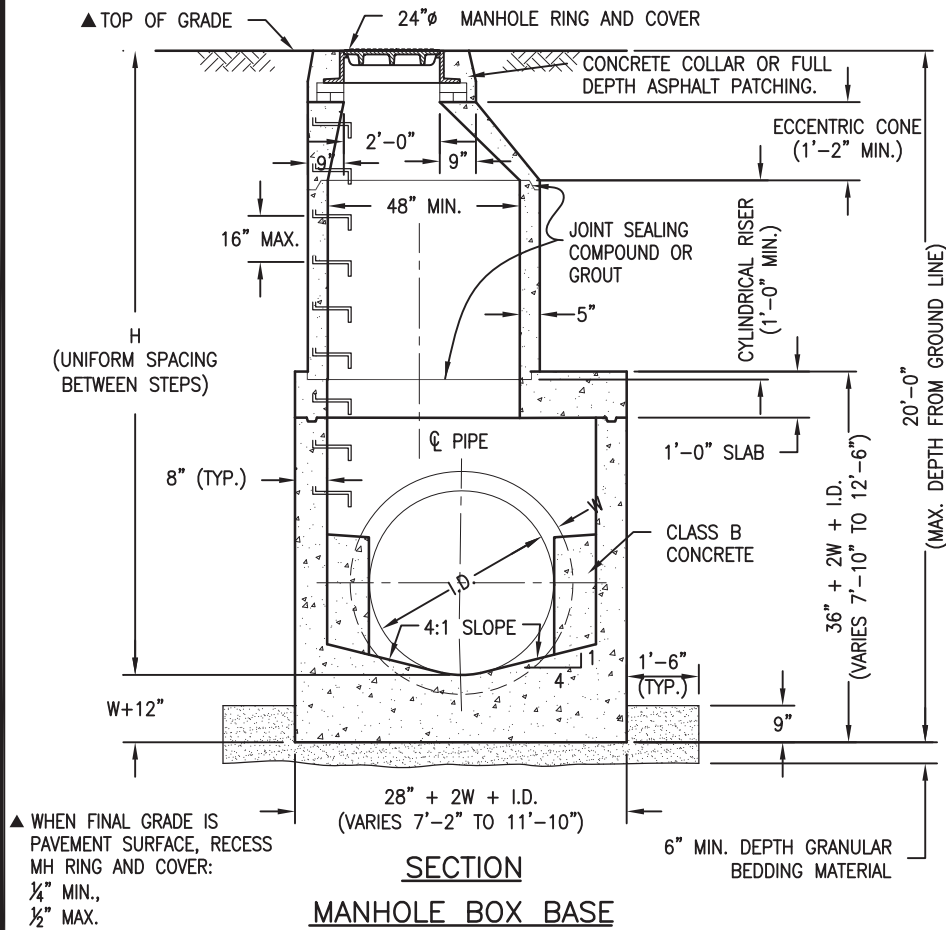 ▲ TOP OF GRADE
24"ø MANHOLE RING AND COVER
CONCRETE COLLAR OR FULL
DEPTH ASPHALT PATCHING.
ECCENTRIC CONE
(1'-2" MIN.)
2'-0"
9"
9"
48" MIN.
16" MAX.
JOINT SEALING
COMPOUND OR
GROUT
CYLINDRICAL RISER
(1'-0" MIN.)
5"
H
(UNIFORM SPACING
BETWEEN STEPS)
20'-0"
(MAX. DEPTH FROM GROUND LINE)
℄ PIPE
1'-0" SLAB
8" (TYP.)
36" + 2W + I.D.
(VARIES 7'-10" TO 12'-6")
W
CLASS B
CONCRETE
I.D.
4:1 SLOPE
1
4
1'-6"
(TYP.)
W+12"
9"
28" + 2W + I.D.
(VARIES 7'-2" TO 11'-10")
▲ WHEN FINAL GRADE IS
PAVEMENT SURFACE, RECESS
MH RING AND COVER:
1/4" MIN.,
1/2" MAX.
6" MIN. DEPTH GRANULAR
BEDDING MATERIAL
SECTION
MANHOLE BOX BASE